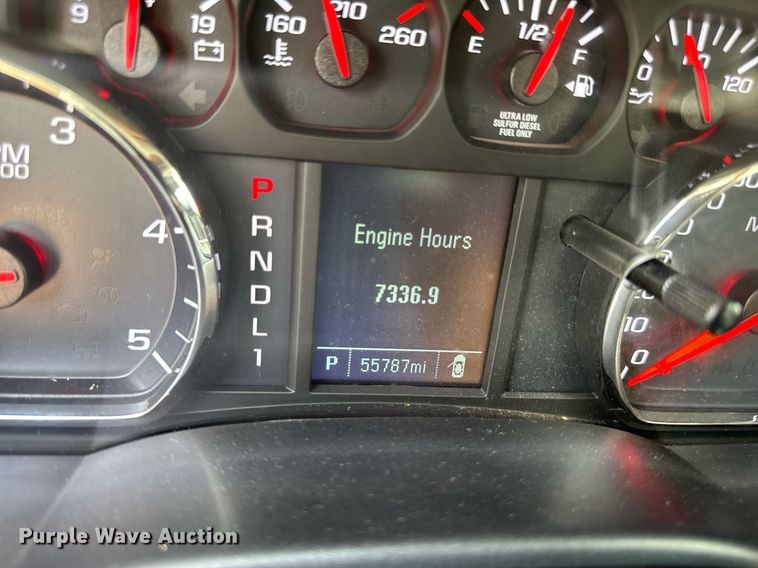 9 19
160 210 260
E 1/2 F
ULTRA LOW
SULFUR DIESEL
FUEL ONLY
120
3
4
5
P
R
N
D
L
1
Engine Hours
7336.9
P 55787mi
20
10
0
Purple Wave Auction